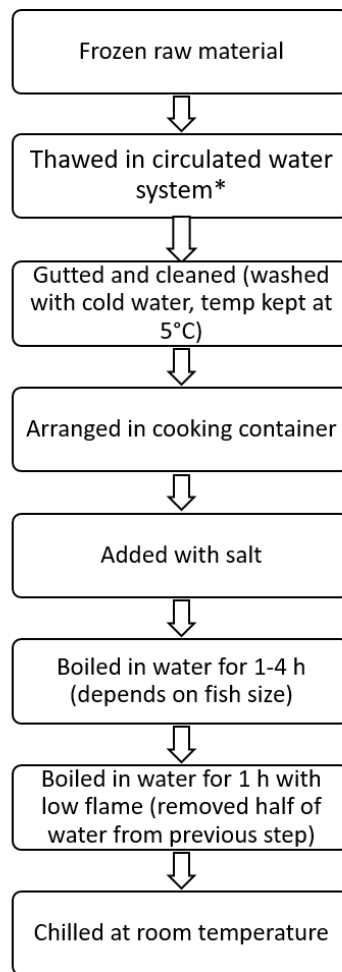 Frozen raw material
Thawed in circulated water
system*
Gutted and cleaned (washed
with cold water, temp kept at
5°C)
Arranged in cooking container
Added with salt
Boiled in water for 1-4 h
(depends on fish size)
Boiled in water for 1 h with
low flame (removed half of
water from previous step)
Chilled at room temperature